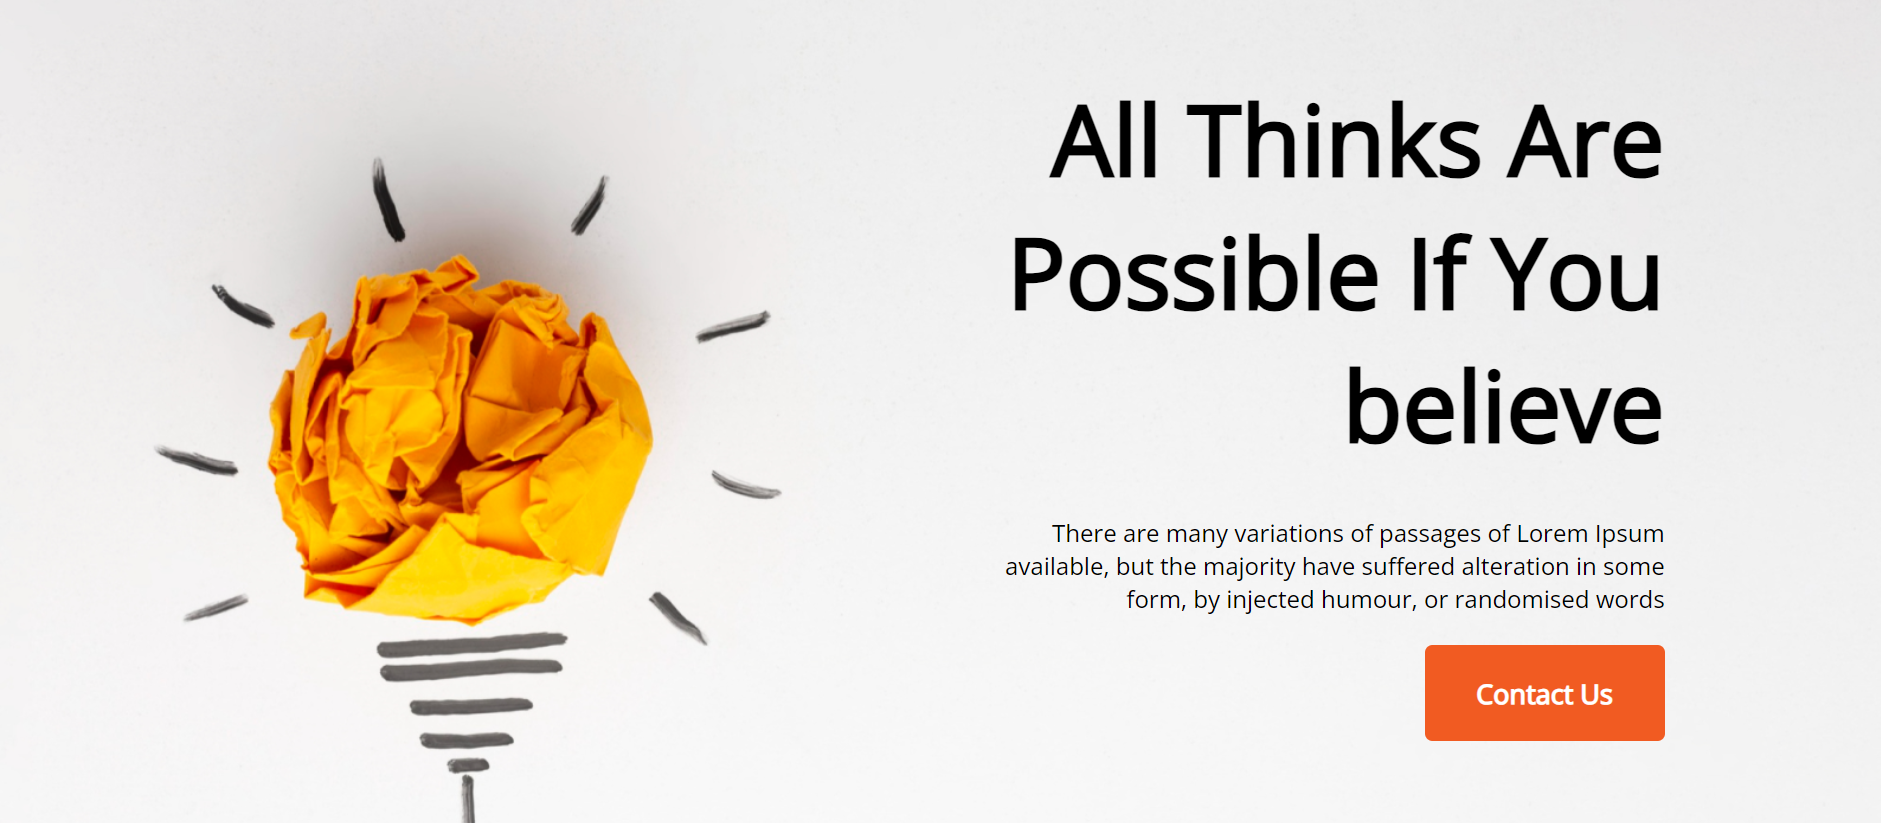 All Thinks Are
Possible If You
believe
There are many variations of passages of Lorem Ipsum
available, but the majority have suffered alteration in some
form, by injected humour, or randomised words
Contact Us